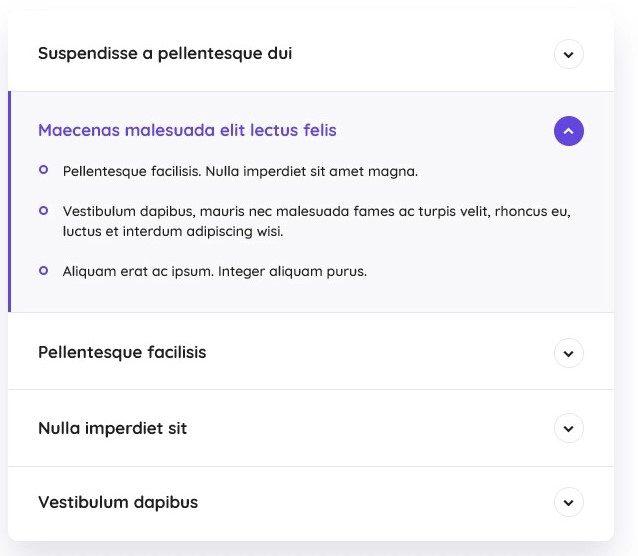 Suspendisse a pellentesque dui
Maecenas malesuada elit lectus felis
Pellentesque facilisis. Nulla imperdiet sit amet magna.
Vestibulum dapibus, mauris nec malesuada fames ac turpis velit, rhoncus eu,
luctus et interdum adipiscing wisi.
Aliquam erat ac ipsum. Integer aliquam purus.
Pellentesque facilisis
Nulla imperdiet sit
Vestibulum dapibus